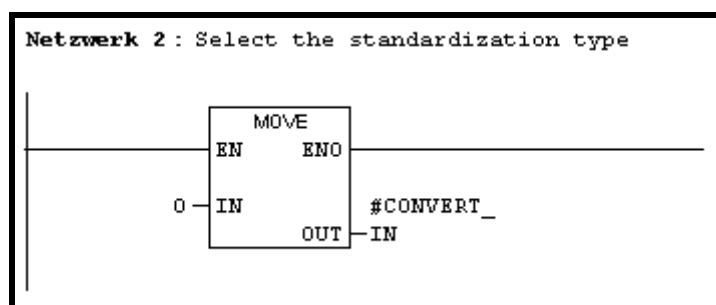 Netzwerk 2 : Select the standardization type
MOVE
EN ENO
0 IN #CONVERT_
OUT IN